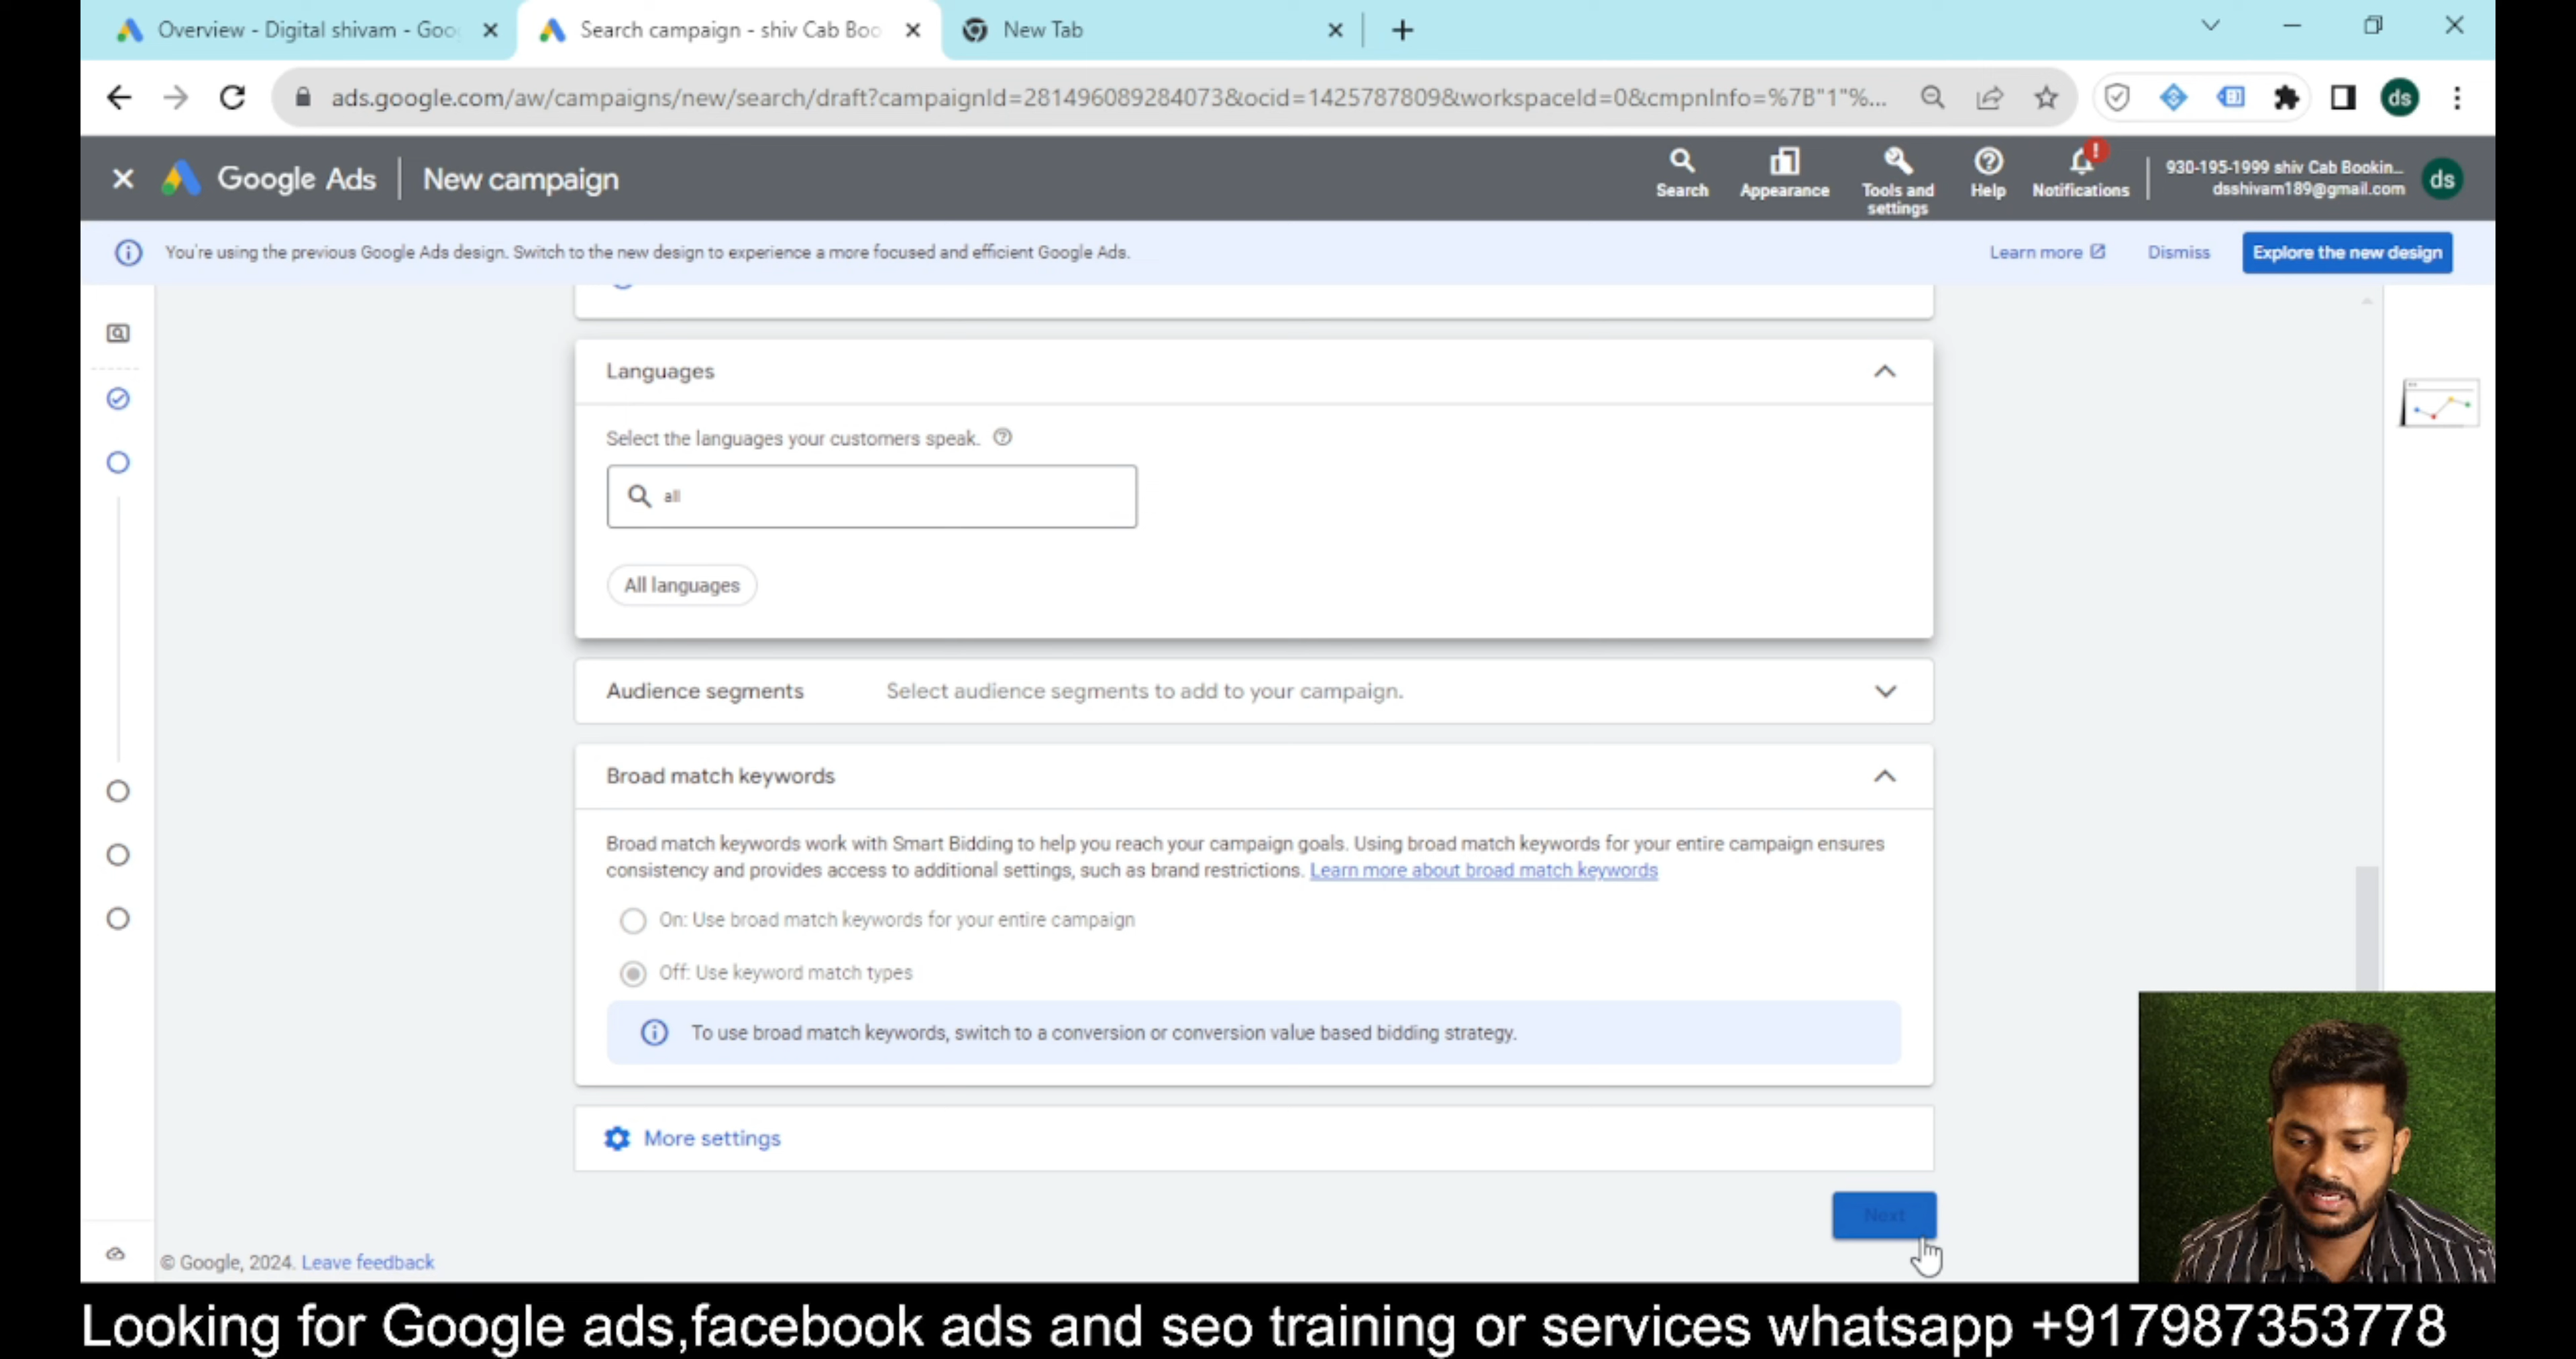 Overview - Digital shivam - Goo
Search campaign - shiv Cab Boo
New Tab
ads.google.com/aw/campaigns/new/search/draft?campaignId=281496089284073&ocid=1425787809&workspaceId=0&cmpnInfo=%7B"1"%...
ds
Google Ads
New campaign
Search
Appearance
Tools and
settings
Help
!
Notifications
930-195-1999 shiv Cab Bookin...
dsshivam189@gmail.com
ds
You're using the previous Google Ads design. Switch to the new design to experience a more focused and efficient Google Ads.
Learn more
Dismiss
Explore the new design
Languages
Select the languages your customers speak.
all
All languages
Audience segments
Select audience segments to add to your campaign.
Broad match keywords
Broad match keywords work with Smart Bidding to help you reach your campaign goals. Using broad match keywords for your entire campaign ensures
consistency and provides access to additional settings, such as brand restrictions. Learn more about broad match keywords
On: Use broad match keywords for your entire campaign
Off: Use keyword match types
To use broad match keywords, switch to a conversion or conversion value based bidding strategy.
More settings
Next
© Google, 2024. Leave feedback
Looking for Google ads,facebook ads and seo training or services whatsapp +917987353778